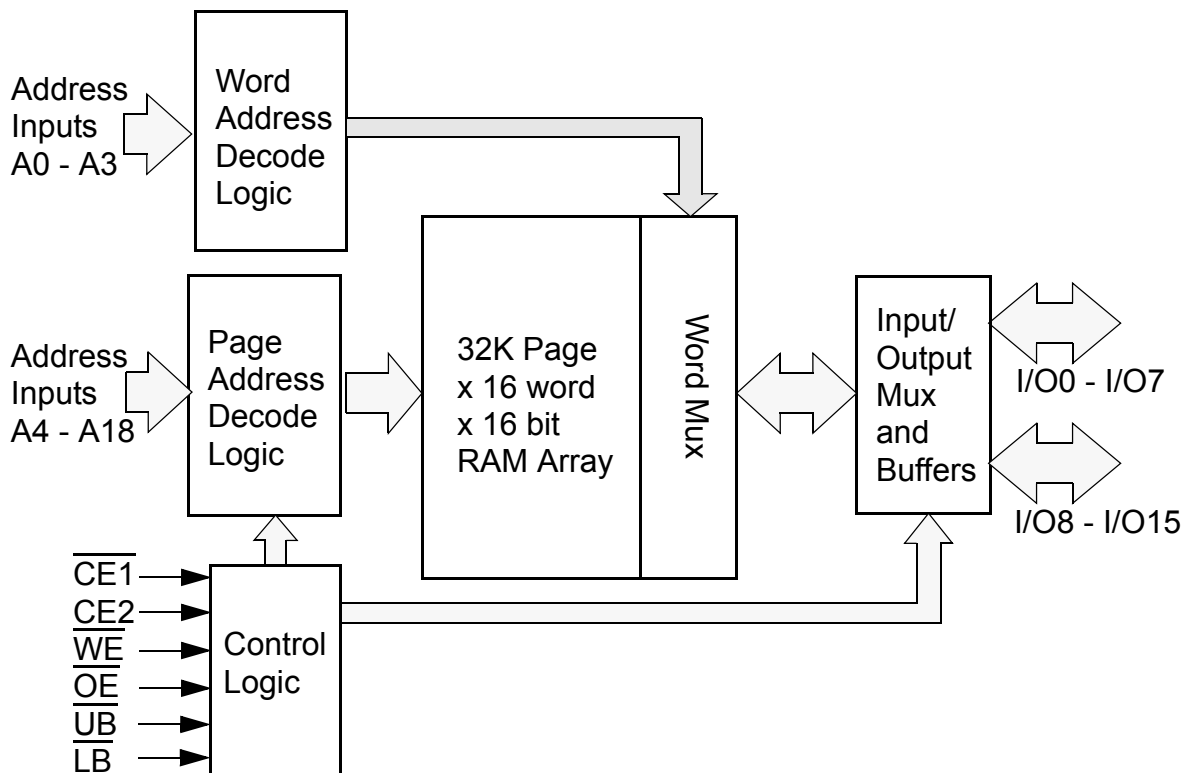 Word
Address
Decode
Logic
Address
Inputs
A0 - A3
Page
Address
Decode
Logic
Address
Inputs
A4 - A18
32K Page
x 16 word
x 16 bit
RAM Array
Word Mux
Input/
Output
Mux
and
Buffers
I/O0 - I/O7
I/O8 - I/O15
CE1
CE2
WE
OE
UB
LB
Control
Logic